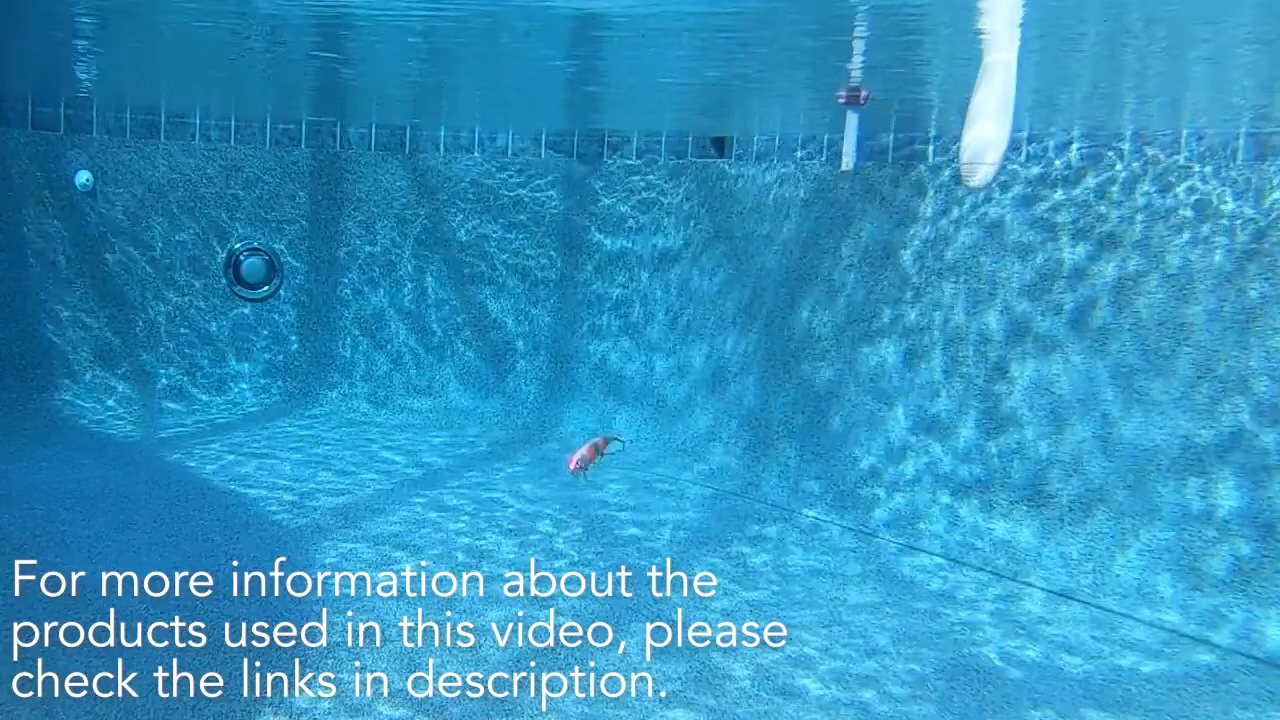 For more information about the
products used in this video, please
check the links in description.